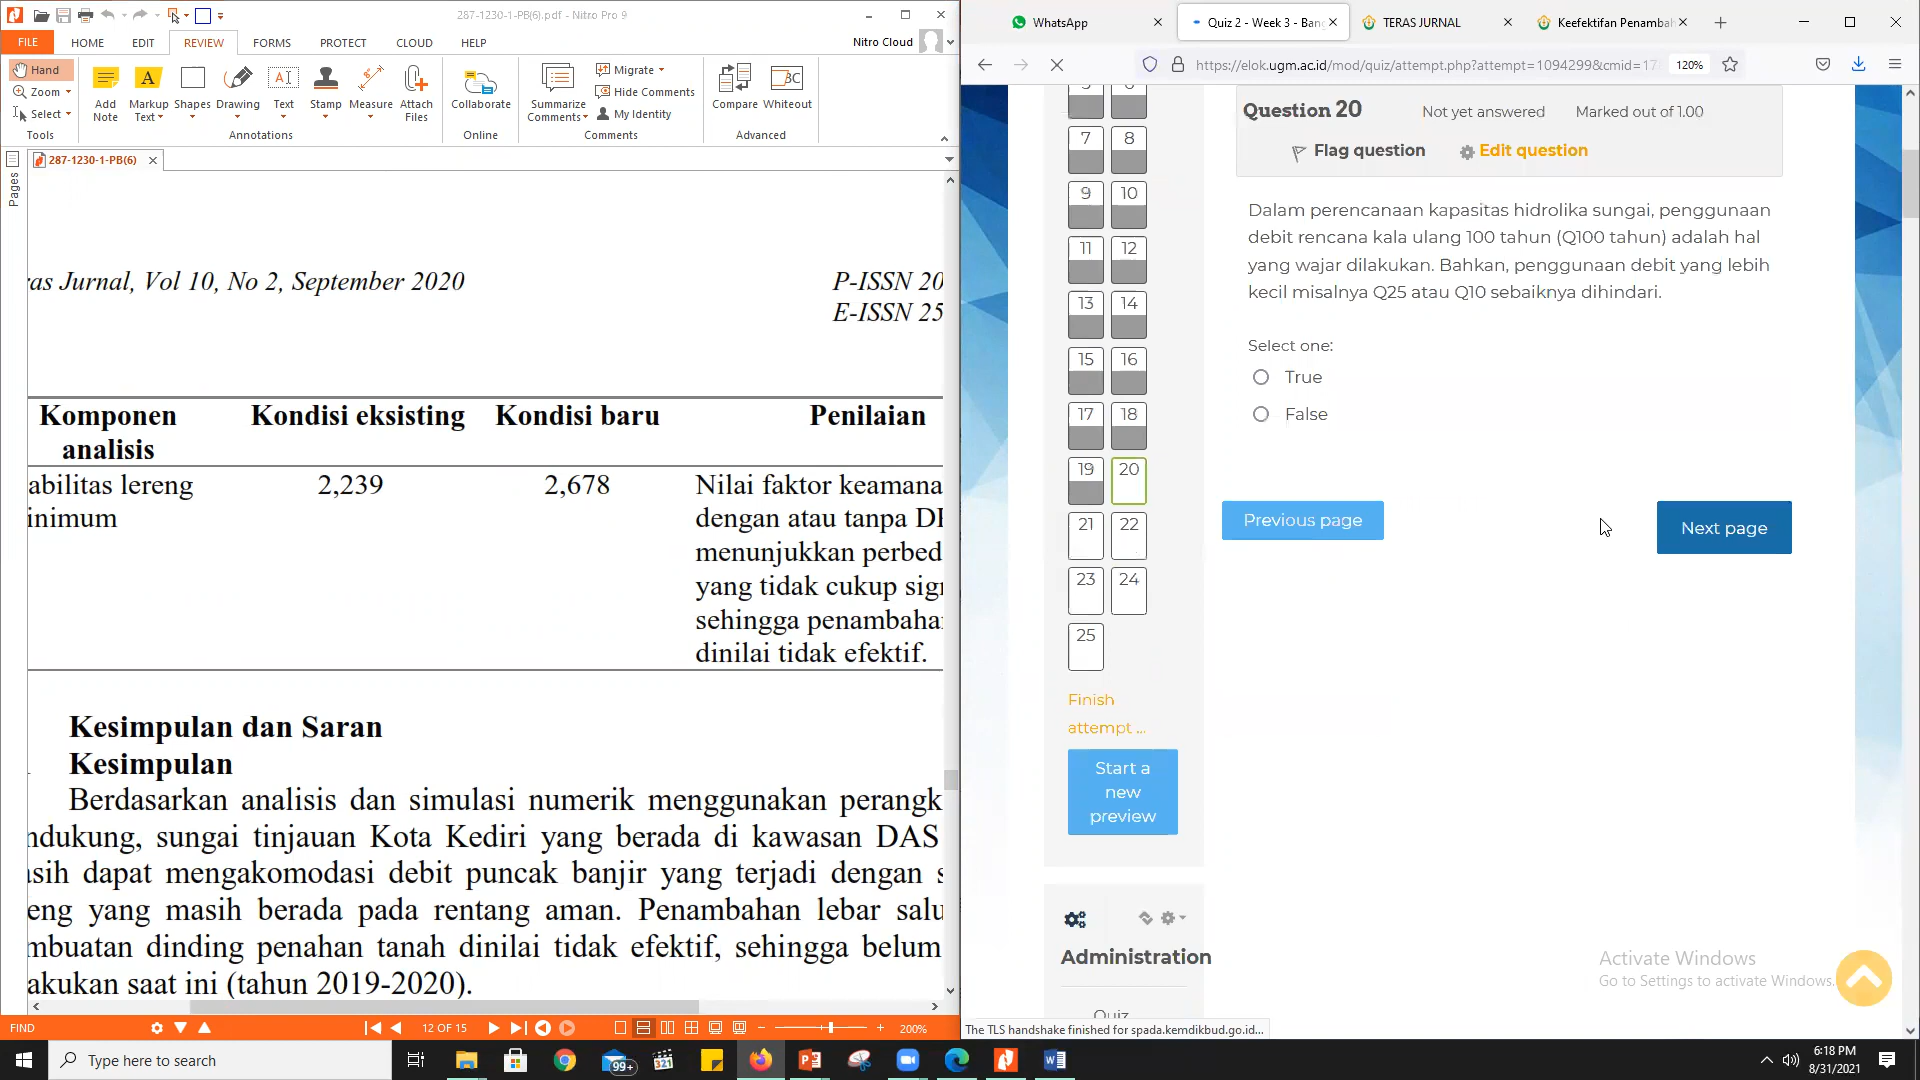 287-1230-1-PB(6).pdf - Nitro Pro 9
FILE HOME EDIT REVIEW FORMS PROTECT CLOUD HELP
Nitro Cloud
Hand
Zoom
Select
Tools
Add Note
Markup Text
Shapes
Drawing
Text
Stamp
Measure
Attach Files
Annotations
Collaborate
Online
Summarize Comments
Migrate
Hide Comments
My Identity
Comments
Compare
Whiteout
Advanced
287-1230-1-PB(6)
Pages
ras Jurnal, Vol 10, No 2, September 2020
P-ISSN 20
E-ISSN 25
Komponen analisis
Kondisi eksisting
Kondisi baru
Penilaian
abilitas lereng
inimum
2,239
2,678
Nilai faktor keamana
dengan atau tanpa D
menunjukkan perbed
yang tidak cukup sig
sehingga penambaha
dinilai tidak efektif.
Kesimpulan dan Saran
Kesimpulan
Berdasarkan analisis dan simulasi numerik menggunakan perangk
ndukung, sungai tinjauan Kota Kediri yang berada di kawasan DAS
asih dapat mengakomodasi debit puncak banjir yang terjadi dengan s
eng yang masih berada pada rentang aman. Penambahan lebar salu
mbuatan dinding penahan tanah dinilai tidak efektif, sehingga belum
akukan saat ini (tahun 2019-2020).
FIND
12 OF 15
200%
WhatsApp
Quiz 2 - Week 3 - Ban
TERAS JURNAL
Keefektifan Penambah
https://elok.ugm.ac.id/mod/quiz/attempt.php?attempt=1094299&cmid=17
120%
5 6
7 8
9 10
11 12
13 14
15 16
17 18
19 20
21 22
23 24
25
Finish
attempt ...
Start a
new
preview
Administration
Quiz
Question 20
Not yet answered
Marked out of 1.00
Flag question
Edit question
Dalam perencanaan kapasitas hidrolika sungai, penggunaan
debit rencana kala ulang 100 tahun (Q100 tahun) adalah hal
yang wajar dilakukan. Bahkan, penggunaan debit yang lebih
kecil misalnya Q25 atau Q10 sebaiknya dihindari.
Select one:
True
False
Previous page
Next page
Activate Windows
Go to Settings to activate Windows.
The TLS handshake finished for spada.kemdikbud.go.id...
Type here to search
99+
321
6:18 PM
8/31/2021